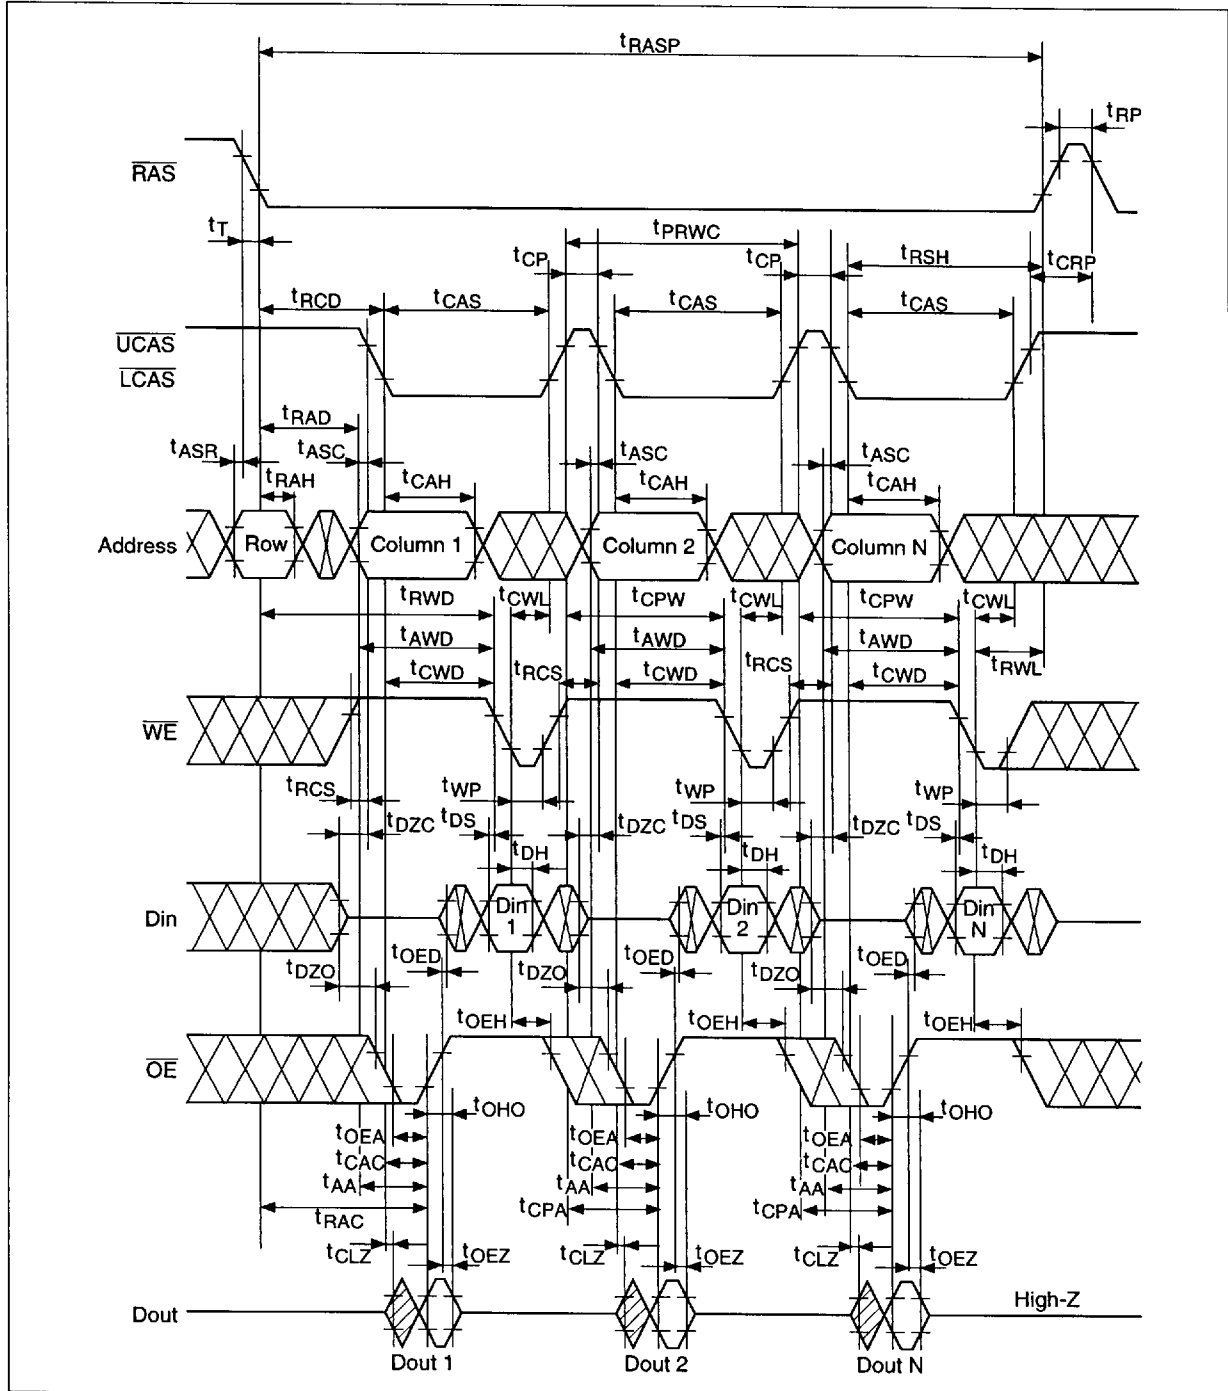 tRASP
tRP
RAS
tT
tPRWC
tCP
tCP
tRSH
tCRP
tRCD
tCAS
tCAS
tCAS
UCAS
LCAS
tRAD
tASR
tASC
tASC
tASC
tRAH
tCAH
tCAH
tCAH
Address
Row
Column 1
Column 2
Column N
tRWD
tCWL
tCPW
tCWL
tCPW
tCWL
tAWD
tAWD
tAWD
tRWL
tCWD
tRCS
tCWD
tRCS
tCWD
WE
tRCS
tWP
tWP
tWP
tDZC
tDS
tDZC
tDS
tDZC
tDS
tDH
tDH
tDH
Din
Din 1
Din 2
Din N
tDZO
tOED
tDZO
tOED
tDZO
tOED
tOEH
tOEH
tOEH
OE
tOHO
tOHO
tOHO
tOEA
tOEA
tOEA
tCAC
tCAC
tCAC
tAA
tAA
tAA
tRAC
tCPA
tCPA
tCLZ
tOEZ
tCLZ
tOEZ
tCLZ
tOEZ
Dout
High-Z
Dout 1
Dout 2
Dout N